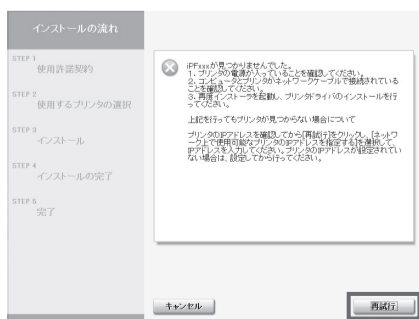 インストールの流れ
STEP 1
使用許諾契約
STEP 2
使用するプリンタの選択
STEP 3
インストール
STEP 4
インストールの完了
STEP 5
完了
iPFxxxが見つかりませんでした。
1. プリンタの電源が入っていることを確認してください。
2. コンピュータとプリンタがネットワークケーブルで接続されている
ことを確認してください。
3. 再度インストーラを起動し、プリンタドライバのインストールを行
ってください。
上記を行ってもプリンタが見つからない場合について
プリンタのIPアドレスを確認してから[再試行]をクリックし、[ネットワ
ーク上で使用可能なプリンタのIPアドレスを指定する]を選択して、
IPアドレスを入力してください。プリンタのIPアドレスが設定されてい
ない場合は、設定してから行ってください。
キャンセル
再試行